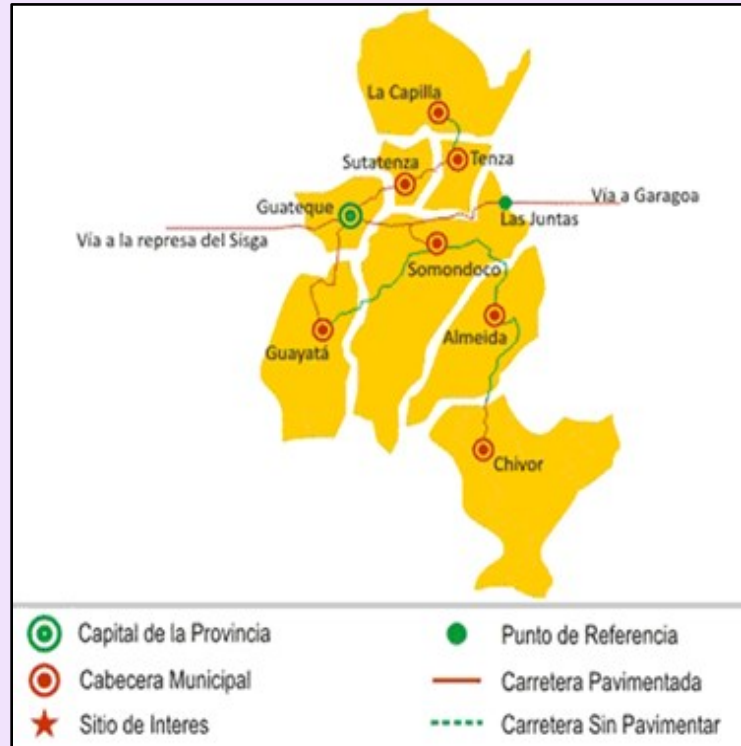 La Capilla
Sutatenza
Tenza
Guateque
Vía a Garagoa
Las Juntas
Vía a la represa del Sisga
Somondoco
Guayatá
Almeida
Chivor
Capital de la Provincia
Punto de Referencia
Cabecera Municipal
Carretera Pavimentada
Sitio de Interes
Carretera Sin Pavimentar